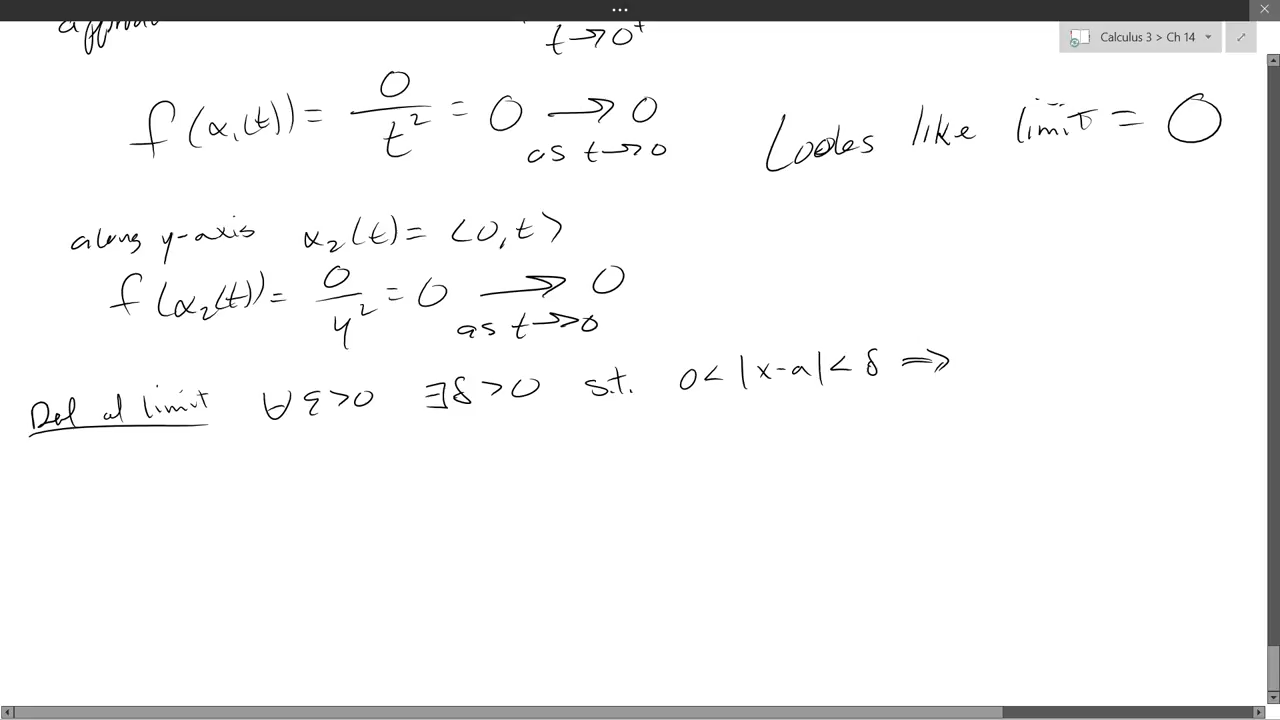 ...
Calculus 3 > Ch 14
t→0⁺
f(α₁(t)) = 0/t² = 0 → 0 as t→0
Looks like limit = 0
along y-axis α₂(t) = ⟨0,t⟩
f(α₂(t)) = 0/y² = 0 → 0 as t→0
Def of limit ∀ε>0 ∃δ>0 s.t. 0<|x-a|<δ ⟹